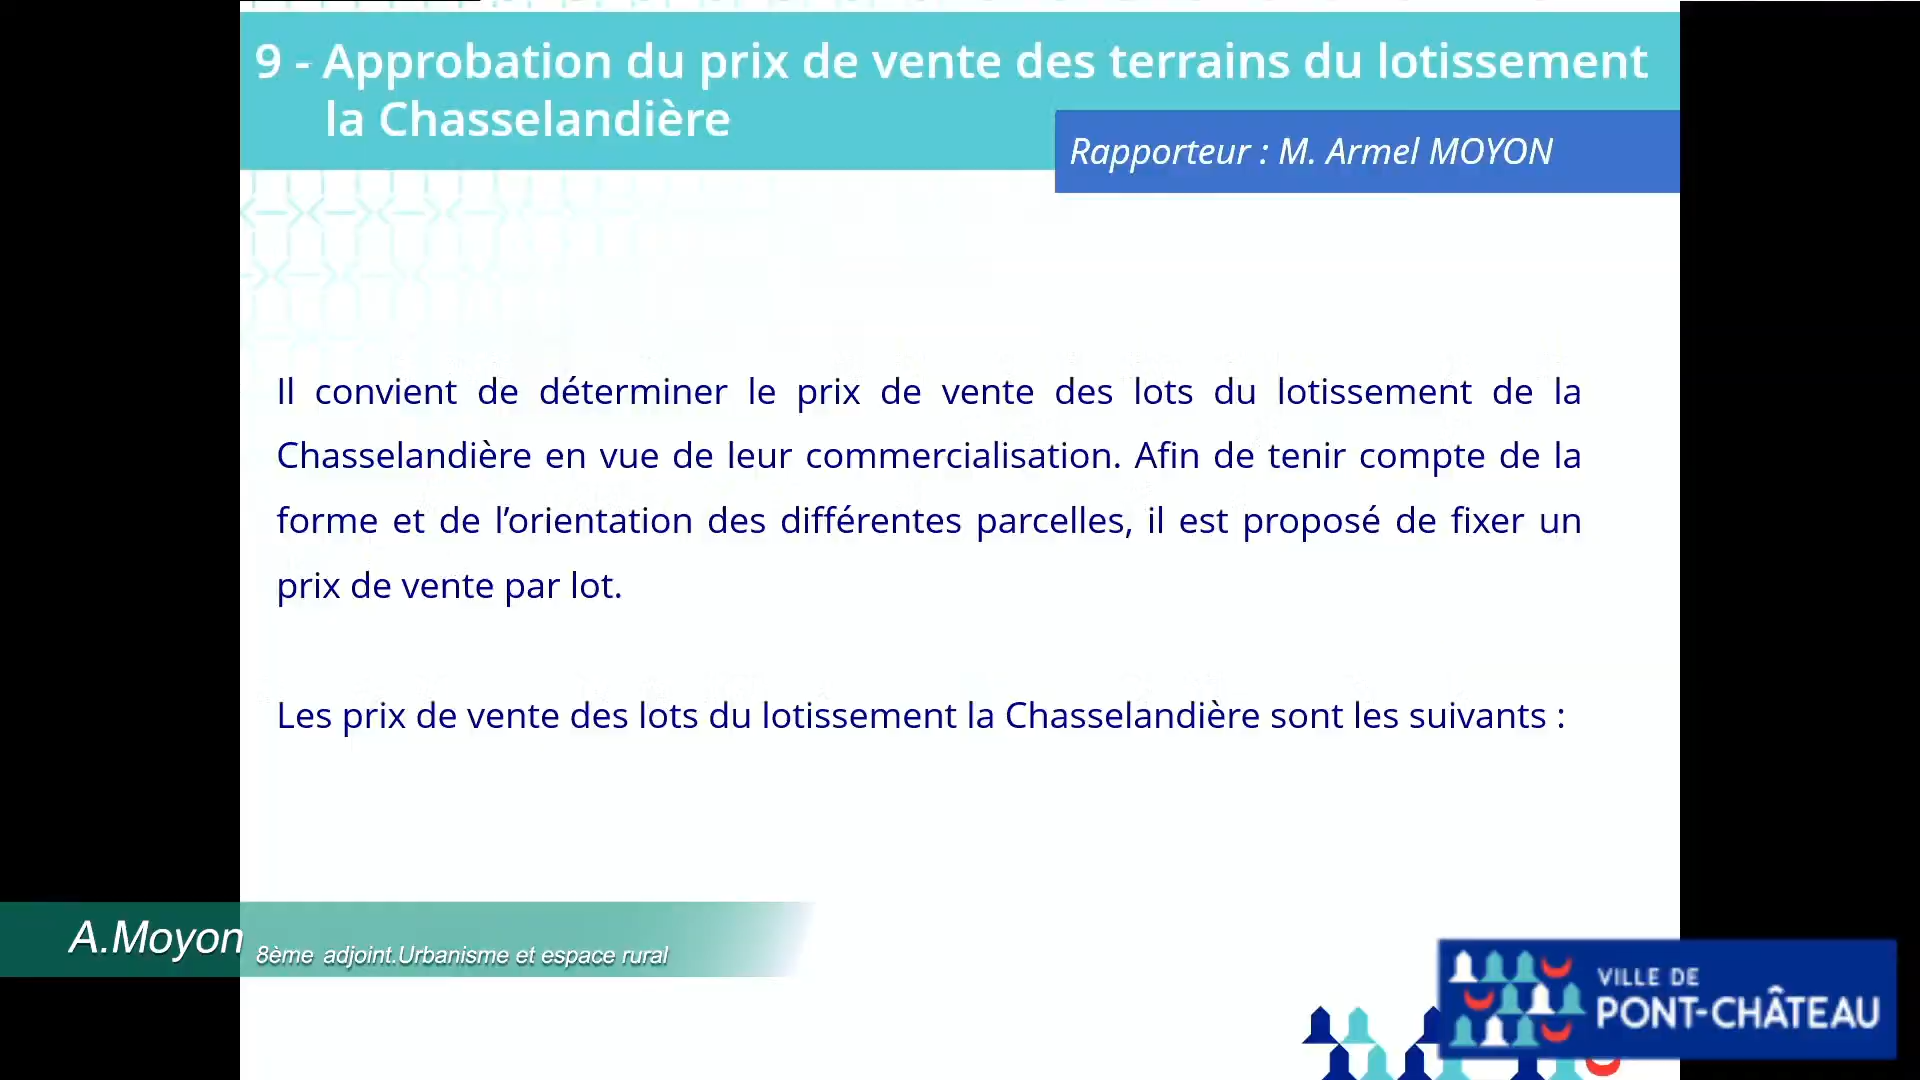 9 - Approbation du prix de vente des terrains du lotissement
la Chasselandière
Rapporteur : M. Armel MOYON
Il convient de déterminer le prix de vente des lots du lotissement de la
Chasselandière en vue de leur commercialisation. Afin de tenir compte de la
forme et de l’orientation des différentes parcelles, il est proposé de fixer un
prix de vente par lot.
Les prix de vente des lots du lotissement la Chasselandière sont les suivants :
A.Moyon 8ème adjoint.Urbanisme et espace rural
VILLE DE
PONT-CHÂTEAU